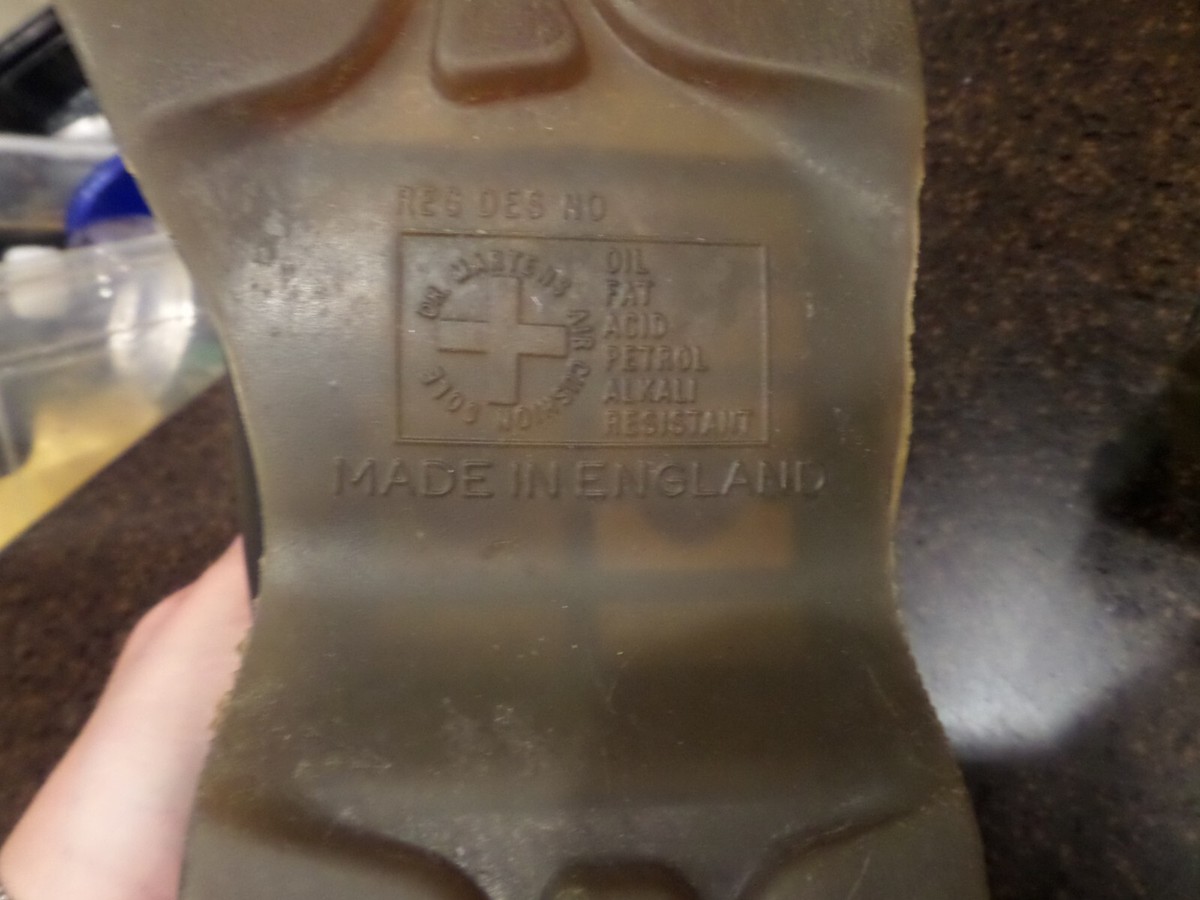 REG DES NO
DR. MARTENS AIR CUSHION SOLE
OIL
FAT
ACID
PETROL
ALKALI
RESISTANT
MADE IN ENGLAND